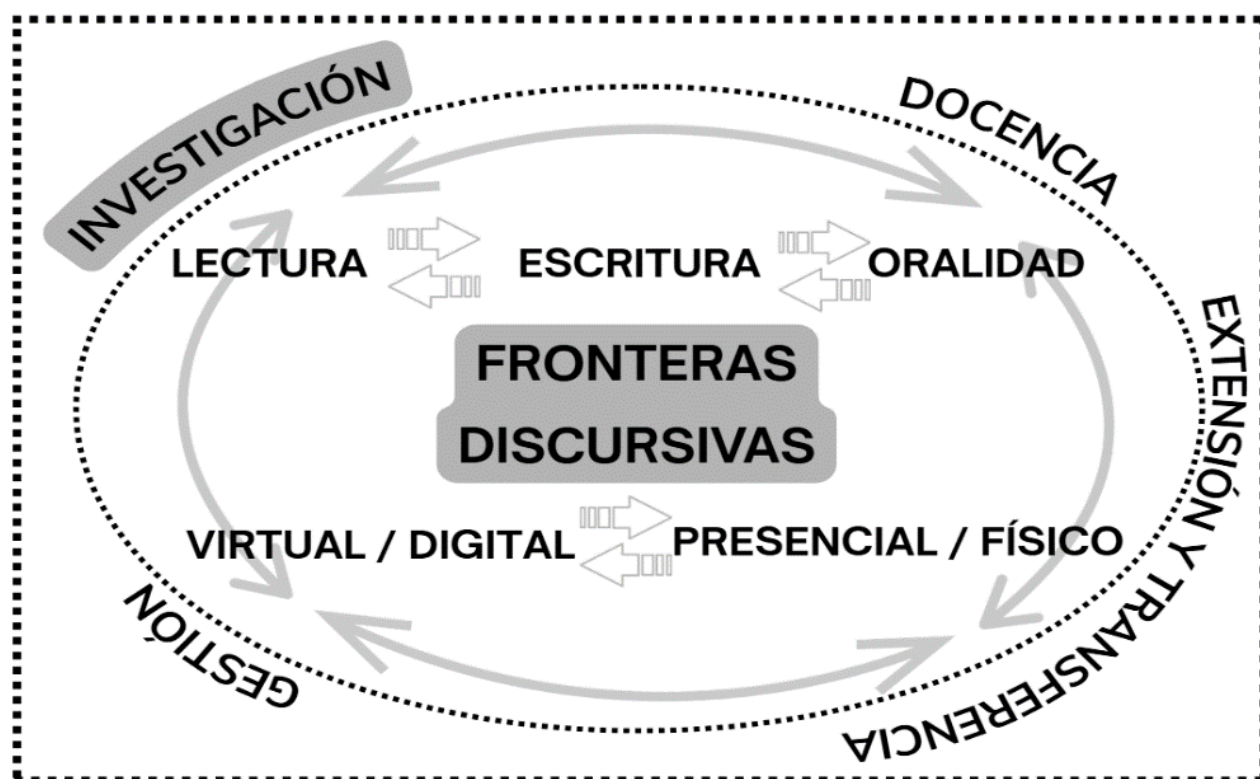 INVESTIGACIÓN
DOCENCIA
LECTURA
ESCRITURA
ORALIDAD
FRONTERAS
DISCURSIVAS
VIRTUAL / DIGITAL
PRESENCIAL / FÍSICO
EXTENSIÓN Y TRANSFERENCIA
GESTIÓN